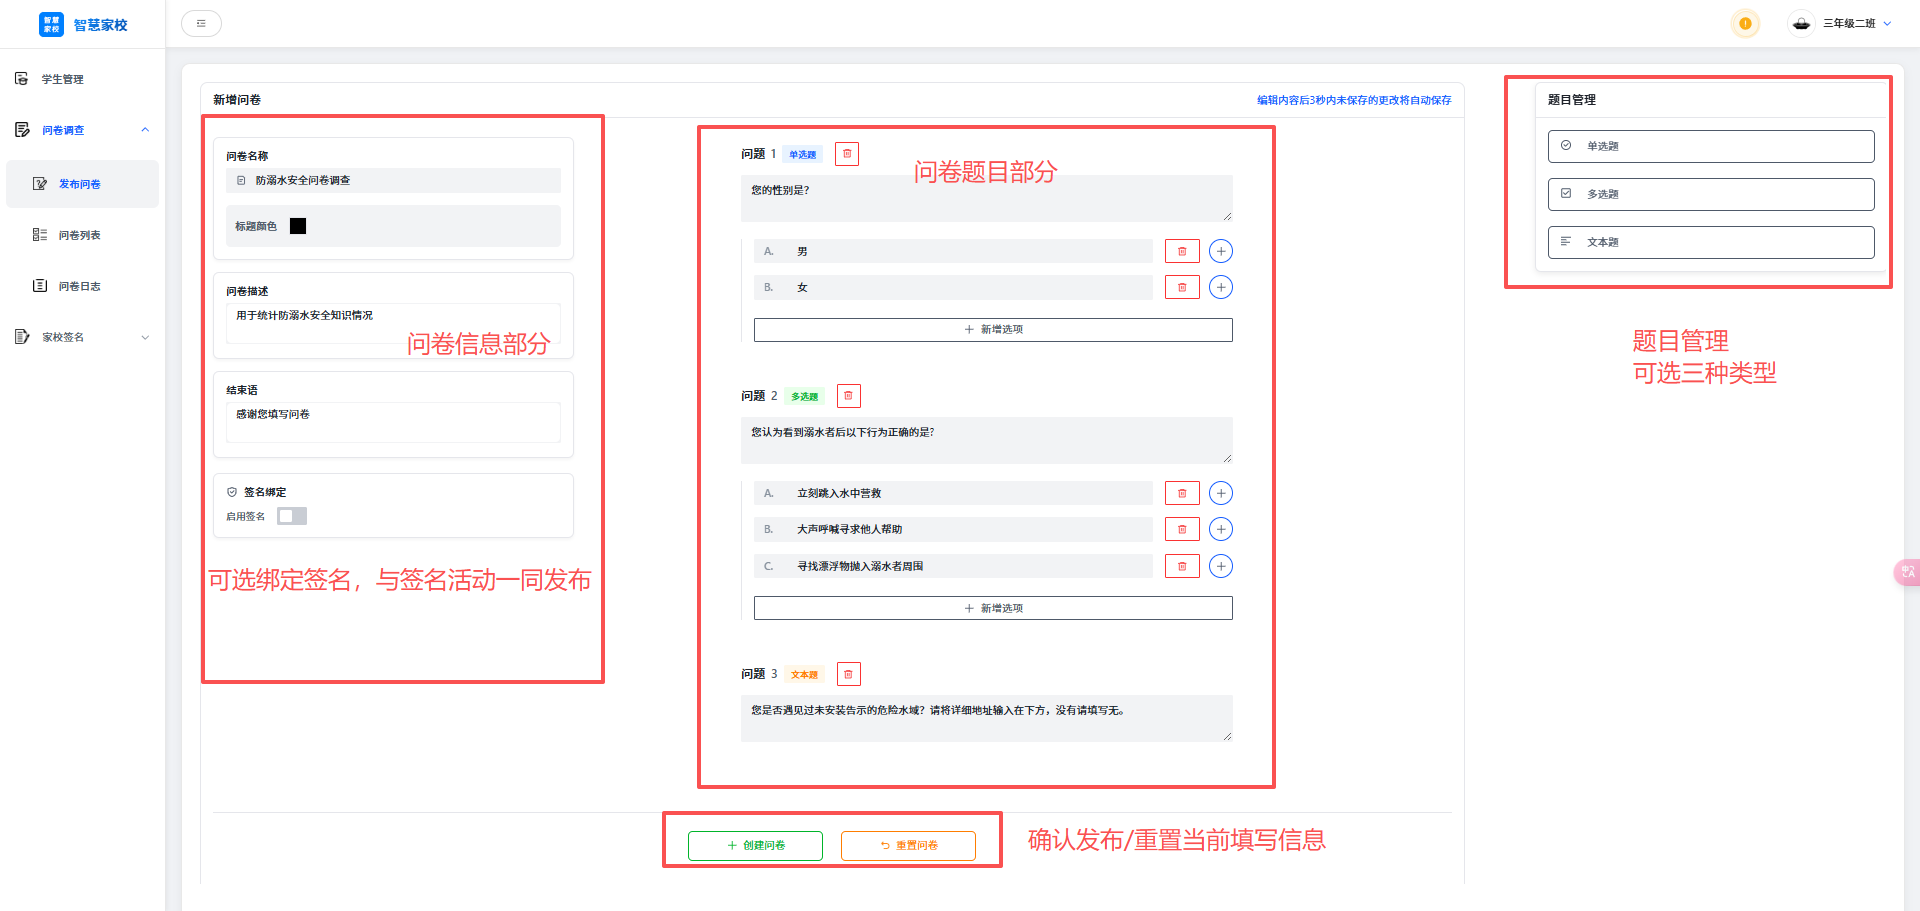 智慧
家校
智慧家校
三年级二班
学生管理
问卷调查
发布问卷
问卷列表
问卷日志
家校签名
新增问卷
编辑内容后3秒内未保存的更改将自动保存
问卷名称
防溺水安全问卷调查
标题颜色
问卷描述
用于统计防溺水安全知识情况
问卷信息部分
结束语
感谢您填写问卷
签名绑定
启用签名
可选绑定签名，与签名活动一同发布
问题 1 单选题
问卷题目部分
您的性别是?
A. 男
B. 女
新增选项
问题 2 多选题
您认为看到溺水者后以下行为正确的是?
A. 立刻跳入水中营救
B. 大声呼喊寻求他人帮助
C. 寻找漂浮物抛入溺水者周围
新增选项
问题 3 文本题
您是否遇见过未安装告示的危险水域？请将详细地址输入在下方，没有请填写无。
创建问卷
重置问卷
确认发布/重置当前填写信息
题目管理
单选题
多选题
文本题
题目管理
可选三种类型